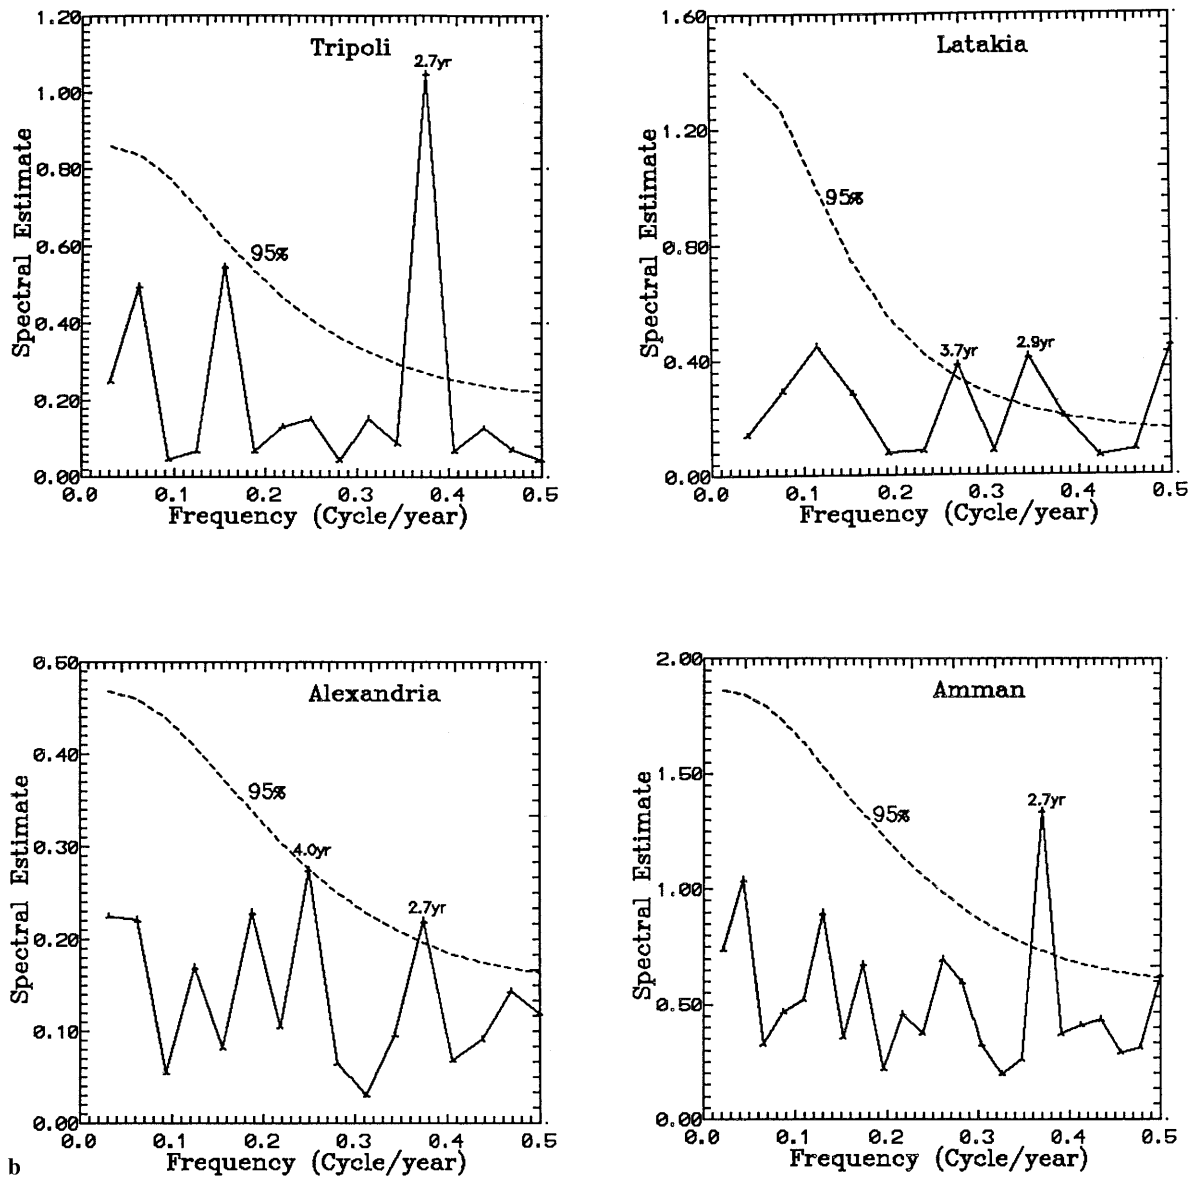 Tripoli
2.7yr
95%
1.20
1.00
0.80
0.60
0.40
0.20
0.00
Spectral Estimate
0.0 0.1 0.2 0.3 0.4 0.5
Frequency (Cycle/year)
Latakia
95%
3.7yr 2.9yr
1.60
1.20
0.80
0.40
0.00
Spectral Estimate
0.0 0.1 0.2 0.3 0.4 0.5
Frequency (Cycle/year)
Alexandria
95%
4.0yr
2.7yr
0.50
0.40
0.30
0.20
0.10
0.00
Spectral Estimate
0.0 0.1 0.2 0.3 0.4 0.5
Frequency (Cycle/year)
Amman
2.7yr
95%
2.00
1.50
1.00
0.50
0.00
Spectral Estimate
0.0 0.1 0.2 0.3 0.4 0.5
Frequency (Cycle/year)
b